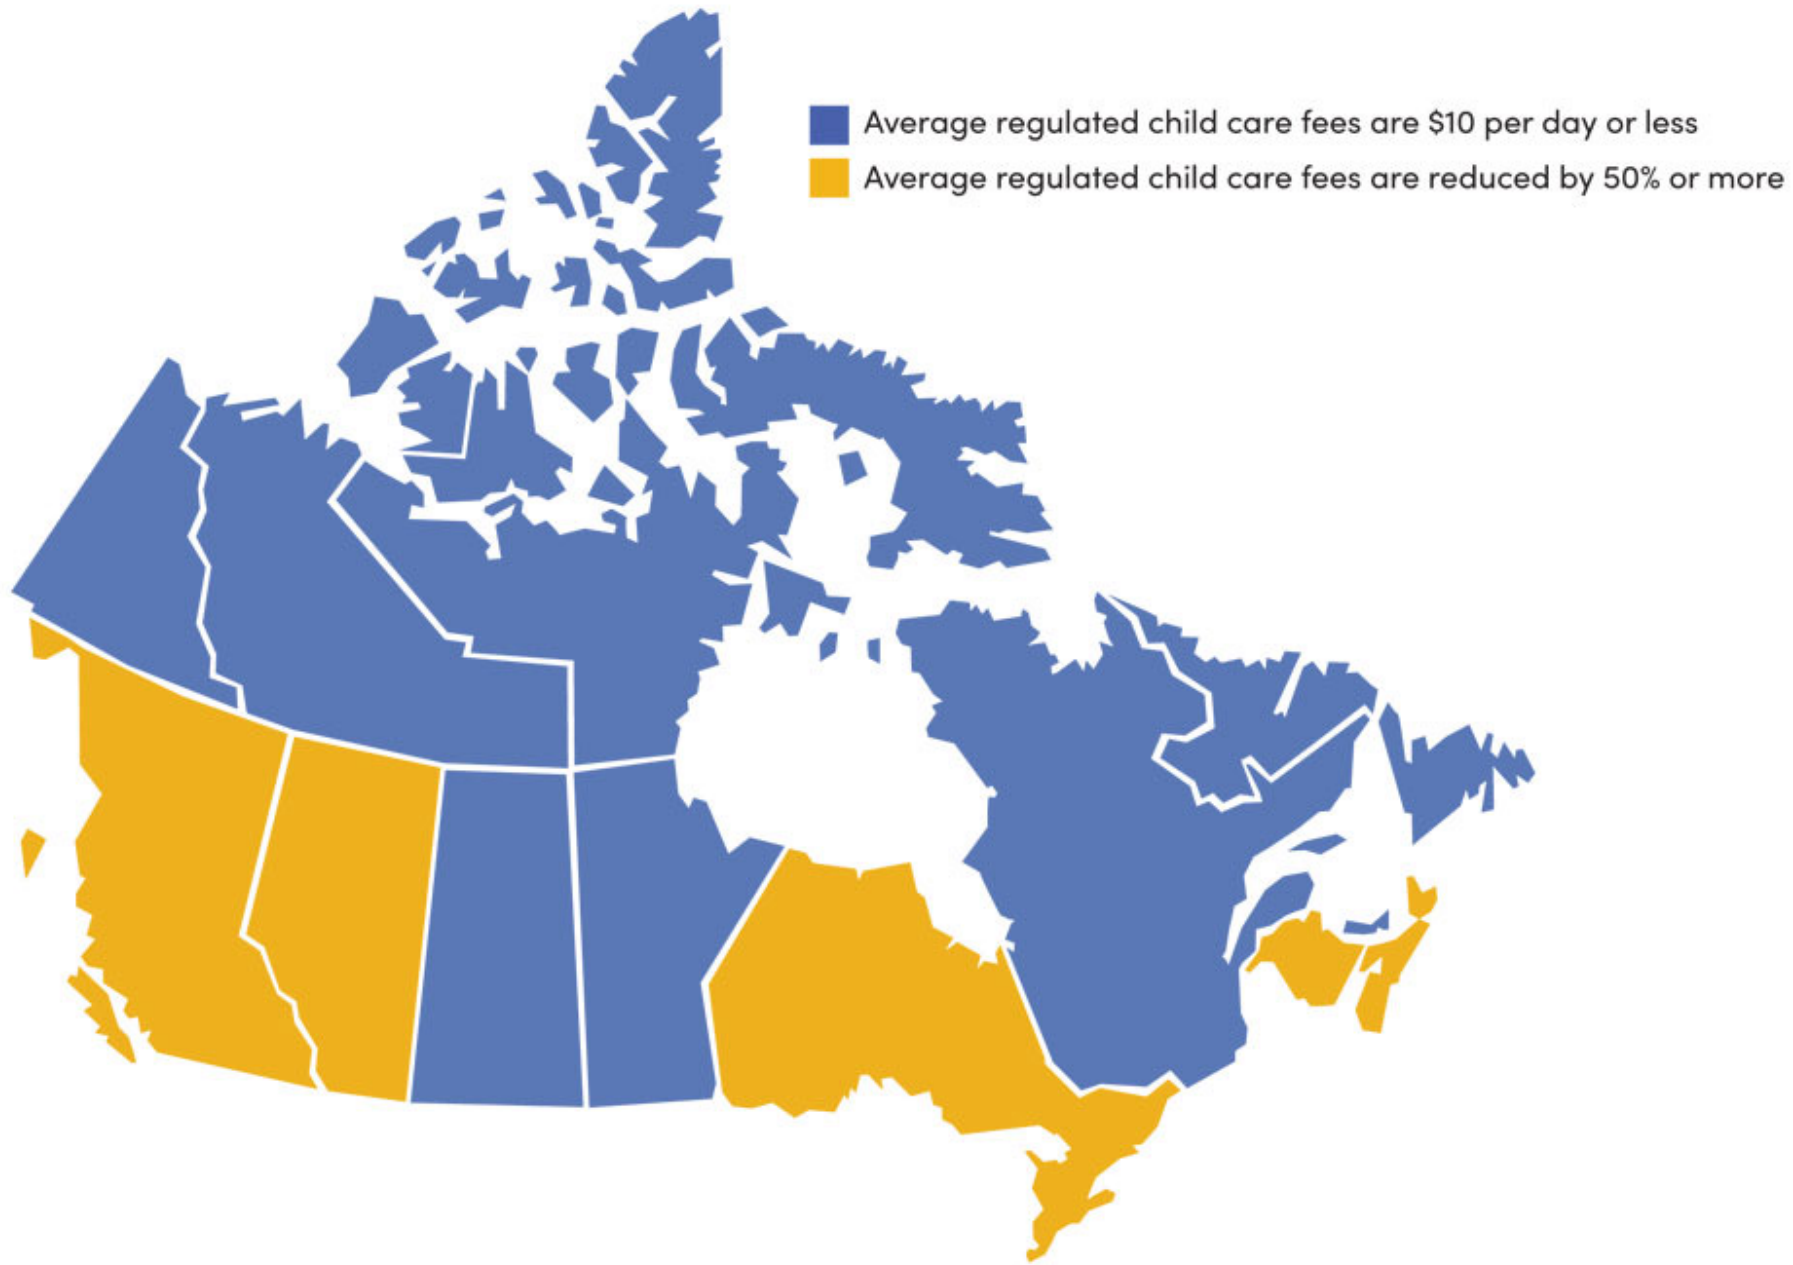 Average regulated child care fees are $10 per day or less
Average regulated child care fees are reduced by 50% or more